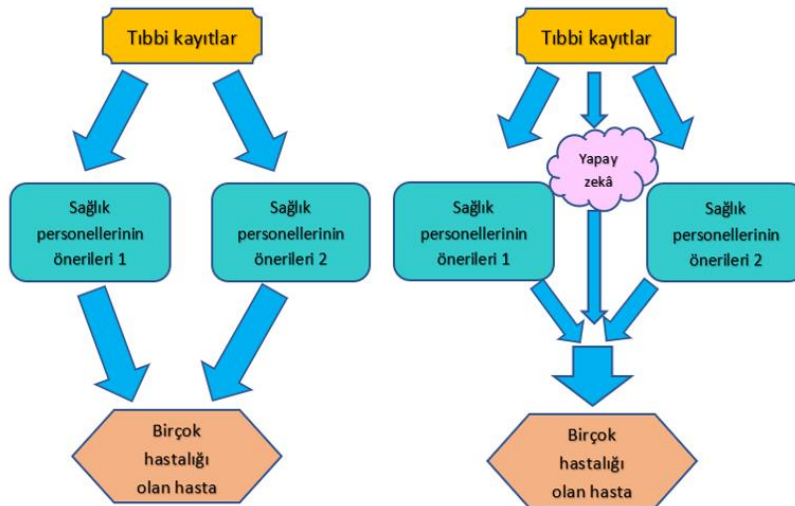 Tıbbi kayıtlar
Sağlık
personellerinin
önerileri 1
Sağlık
personellerinin
önerileri 2
Birçok
hastalığı
olan hasta
Tıbbi kayıtlar
Yapay
zekâ
Sağlık
personellerinin
önerileri 1
Sağlık
personellerinin
önerileri 2
Birçok
hastalığı
olan hasta